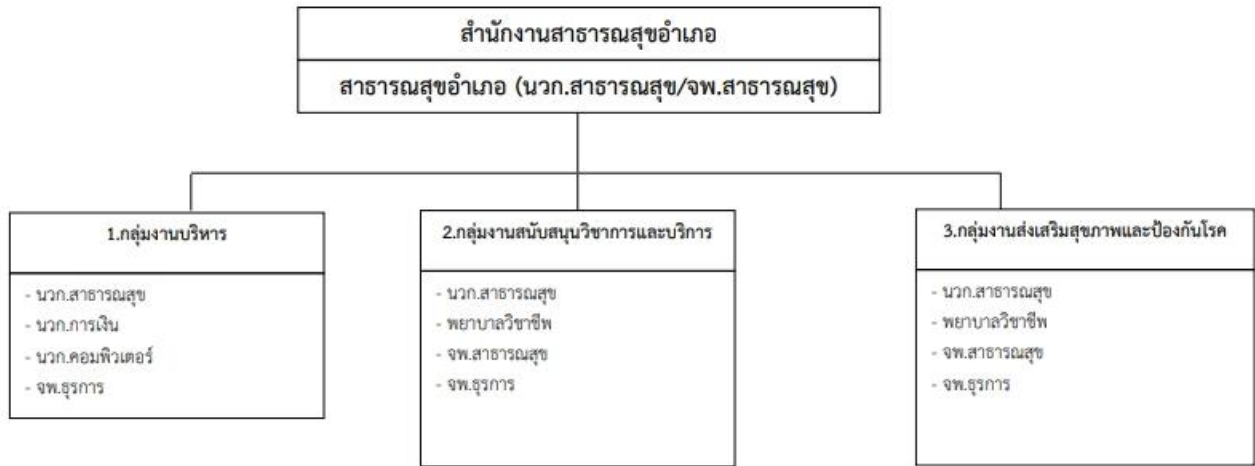 สำนักงานสาธารณสุขอำเภอ
สาธารณสุขอำเภอ (นวก.สาธารณสุข/จพ.สาธารณสุข)
1.กลุ่มงานบริหาร
- นวก.สาธารณสุข
- นวก.การเงิน
- นวก.คอมพิวเตอร์
- จพ.ธุรการ
2.กลุ่มงานสนับสนุนวิชาการและบริการ
- นวก.สาธารณสุข
- พยาบาลวิชาชีพ
- จพ.สาธารณสุข
- จพ.ธุรการ
3.กลุ่มงานส่งเสริมสุขภาพและป้องกันโรค
- นวก.สาธารณสุข
- พยาบาลวิชาชีพ
- จพ.สาธารณสุข
- จพ.ธุรการ